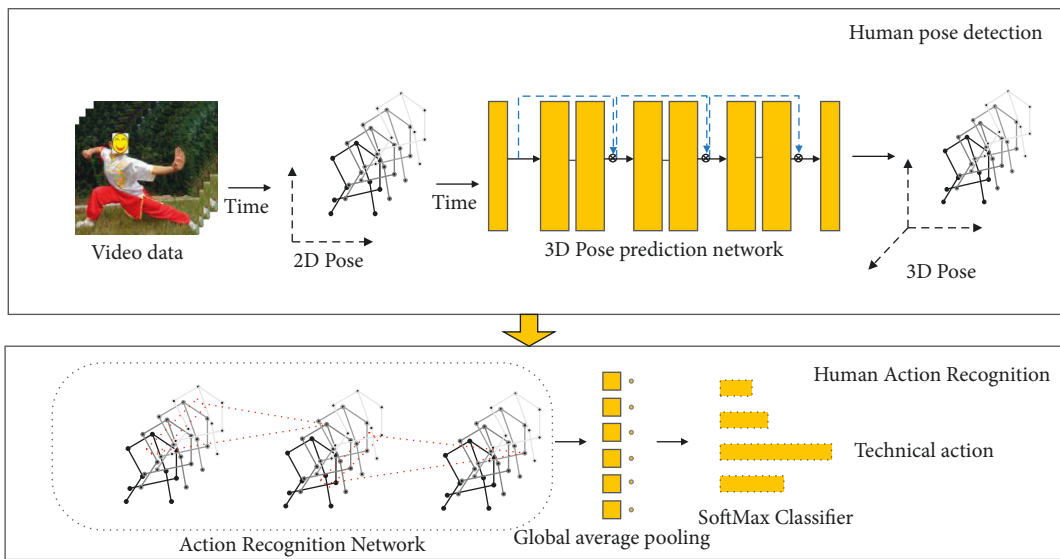 Human pose detection
Time
Time
Video data
2D Pose
3D Pose prediction network
3D Pose
Human Action Recognition
Technical action
SoftMax Classifier
Global average pooling
Action Recognition Network